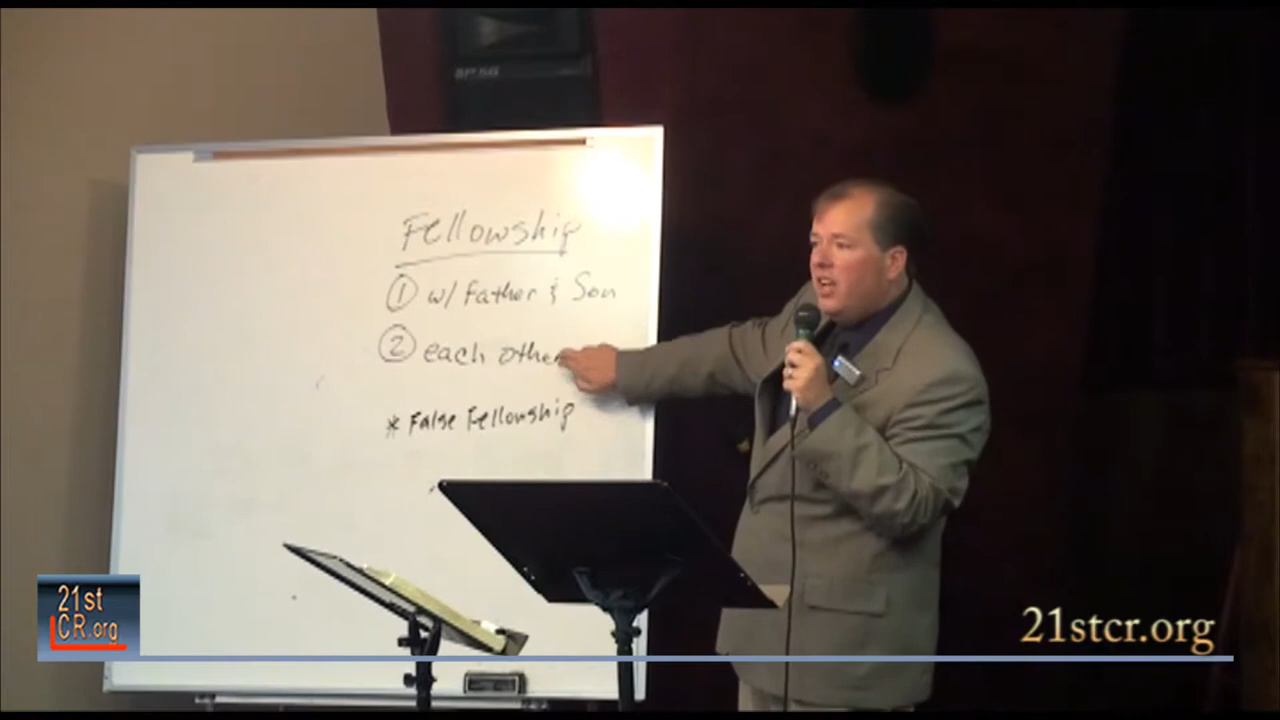 Fellowship
① w/ Father & Son
② each other
* False Fellowship
21st
CR.org
21stcr.org